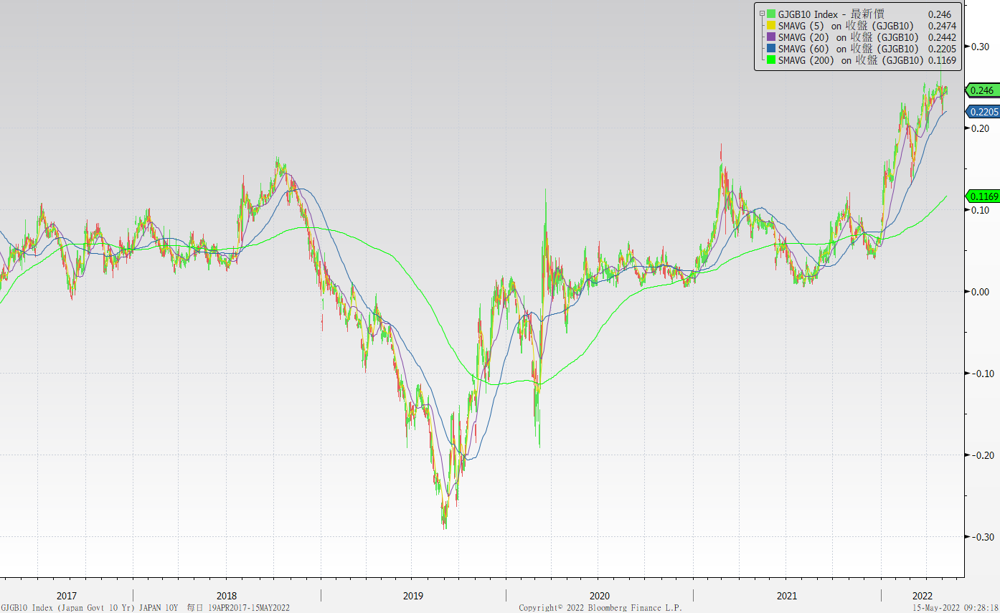 GJGB10 Index - 最新價 0.246
SMAVG (5) on 收盤 (GJGB10) 0.2474
SMAVG (20) on 收盤 (GJGB10) 0.2442
SMAVG (60) on 收盤 (GJGB10) 0.2205
SMAVG (200) on 收盤 (GJGB10) 0.1169
0.30
0.246
0.2205
0.20
0.1169
0.10
0.00
-0.10
-0.20
-0.30
2017 2018 2019 2020 2021 2022
GJGB10 Index (Japan Govt 10 Yr) JAPAN 10Y 每日 19APR2017-15MAY2022 Copyright© 2022 Bloomberg Finance L.P. 15-May-2022 09:28:18